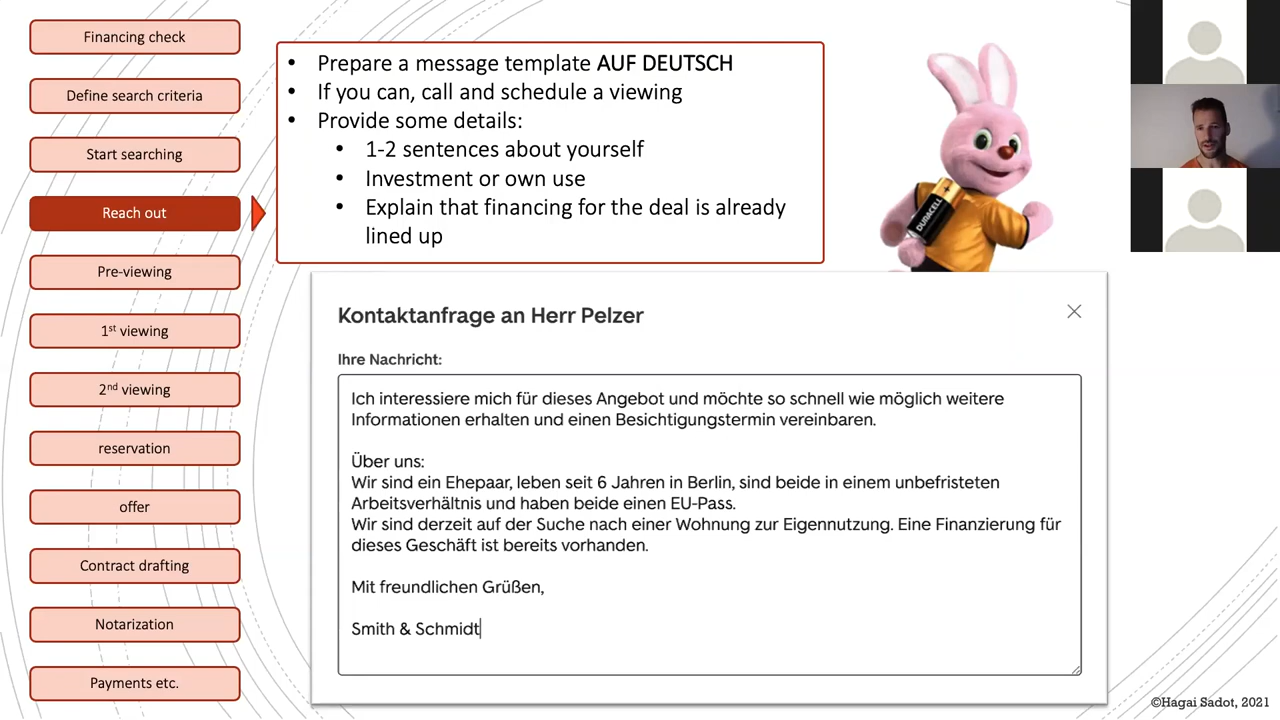 Financing check
Define search criteria
Start searching
Reach out
Pre-viewing
1st viewing
2nd viewing
reservation
offer
Contract drafting
Notarization
Payments etc.
• Prepare a message template AUF DEUTSCH
• If you can, call and schedule a viewing
• Provide some details:
• 1-2 sentences about yourself
• Investment or own use
• Explain that financing for the deal is already
lined up
DURACELL
Kontaktanfrage an Herr Pelzer
Ihre Nachricht:
Ich interessiere mich für dieses Angebot und möchte so schnell wie möglich weitere
Informationen erhalten und einen Besichtigungstermin vereinbaren.
Über uns:
Wir sind ein Ehepaar, leben seit 6 Jahren in Berlin, sind beide in einem unbefristeten
Arbeitsverhältnis und haben beide einen EU-Pass.
Wir sind derzeit auf der Suche nach einer Wohnung zur Eigennutzung. Eine Finanzierung für
dieses Geschäft ist bereits vorhanden.
Mit freundlichen Grüßen,
Smith & Schmidt
©Hagai Sadot, 2021